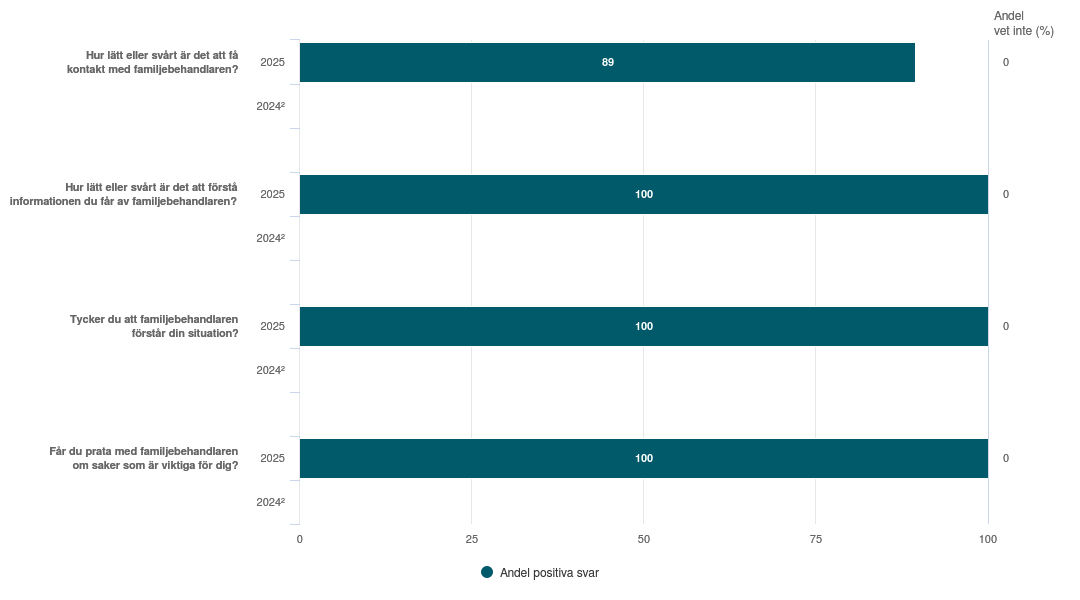 Andel
vet inte (%)
Hur lätt eller svårt är det att få
kontakt med familjebehandlaren?
2025
89
0
2024²
Hur lätt eller svårt är det att förstå
informationen du får av familjebehandlaren?
2025
100
0
2024²
Tycker du att familjebehandlaren
förstår din situation?
2025
100
0
2024²
Får du prata med familjebehandlaren
om saker som är viktiga för dig?
2025
100
0
2024²
0 25 50 75 100
Andel positiva svar